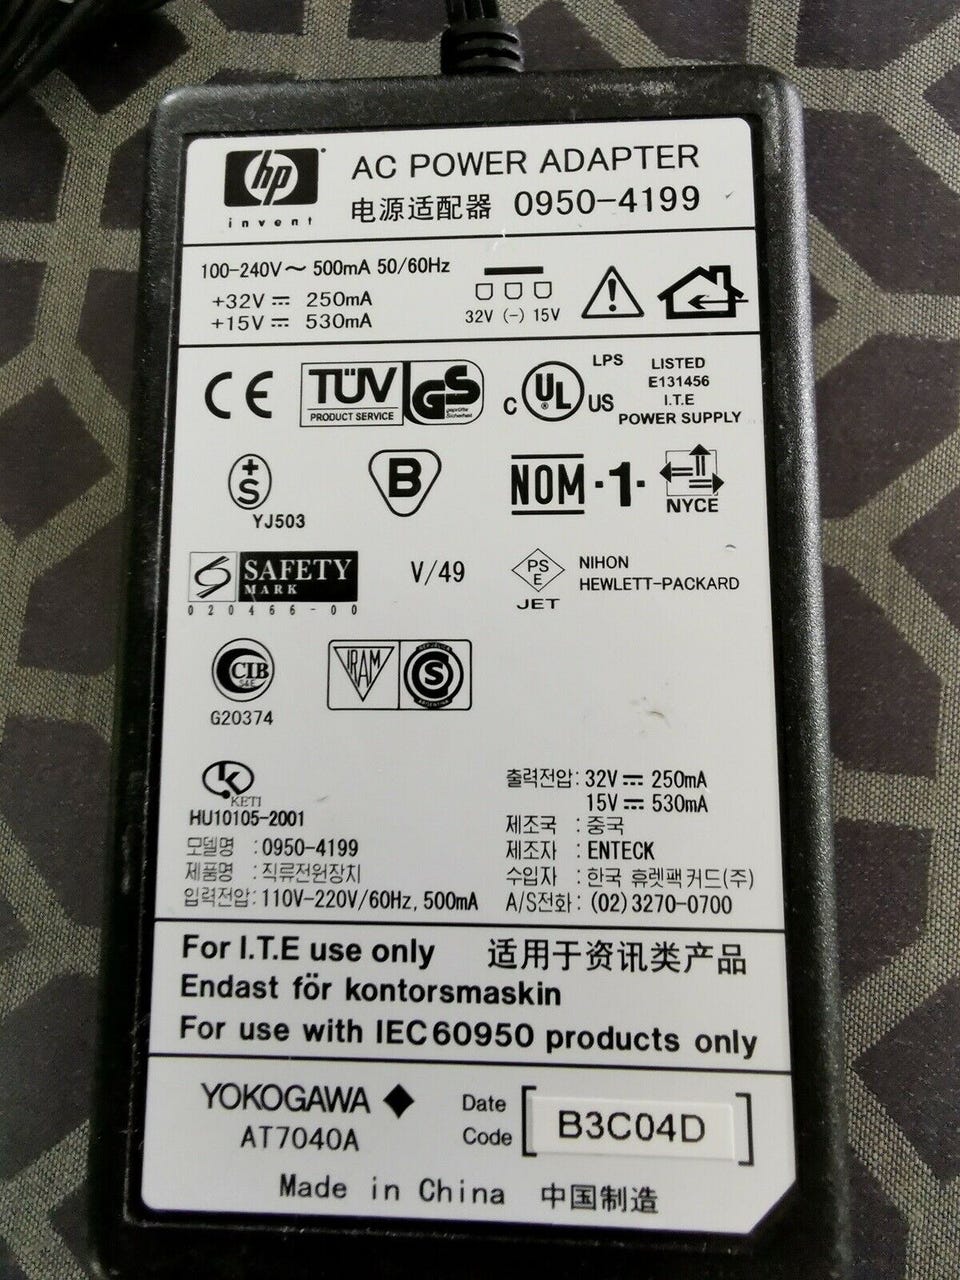 hp
invent
AC POWER ADAPTER
电源适配器 0950-4199
100-240V～ 500mA 50/60Hz
+32V⎓ 250mA
+15V⎓ 530mA
32V (-) 15V
CE
TÜV
PRODUCT SERVICE
GS
geprüfte
Sicherheit
C UL US
LPS
LISTED
E131456
I.T.E
POWER SUPPLY
+S
YJ503
B
NOM·1·
NYCE
SAFETY
MARK
020466-00
V/49
PS
E
JET
NIHON
HEWLETT-PACKARD
CIB
S&E
G20374
IRAM
S
ARGENTINA
K
KETI
HU10105-2001
모델명 :0950-4199
제품명 :직류전원장치
입력전압:110V-220V/60Hz, 500mA
출력전압: 32V⎓ 250mA
15V⎓ 530mA
제조국 : 중국
제조자 : ENTECK
수입자 : 한국 휴렛팩커드(주)
A/S전화 : (02)3270-0700
For I.T.E use only 适用于资讯类产品
Endast för kontorsmaskin
For use with IEC60950 products only
YOKOGAWA ◆
AT7040A
Date
Code
B3C04D
Made in China 中国制造